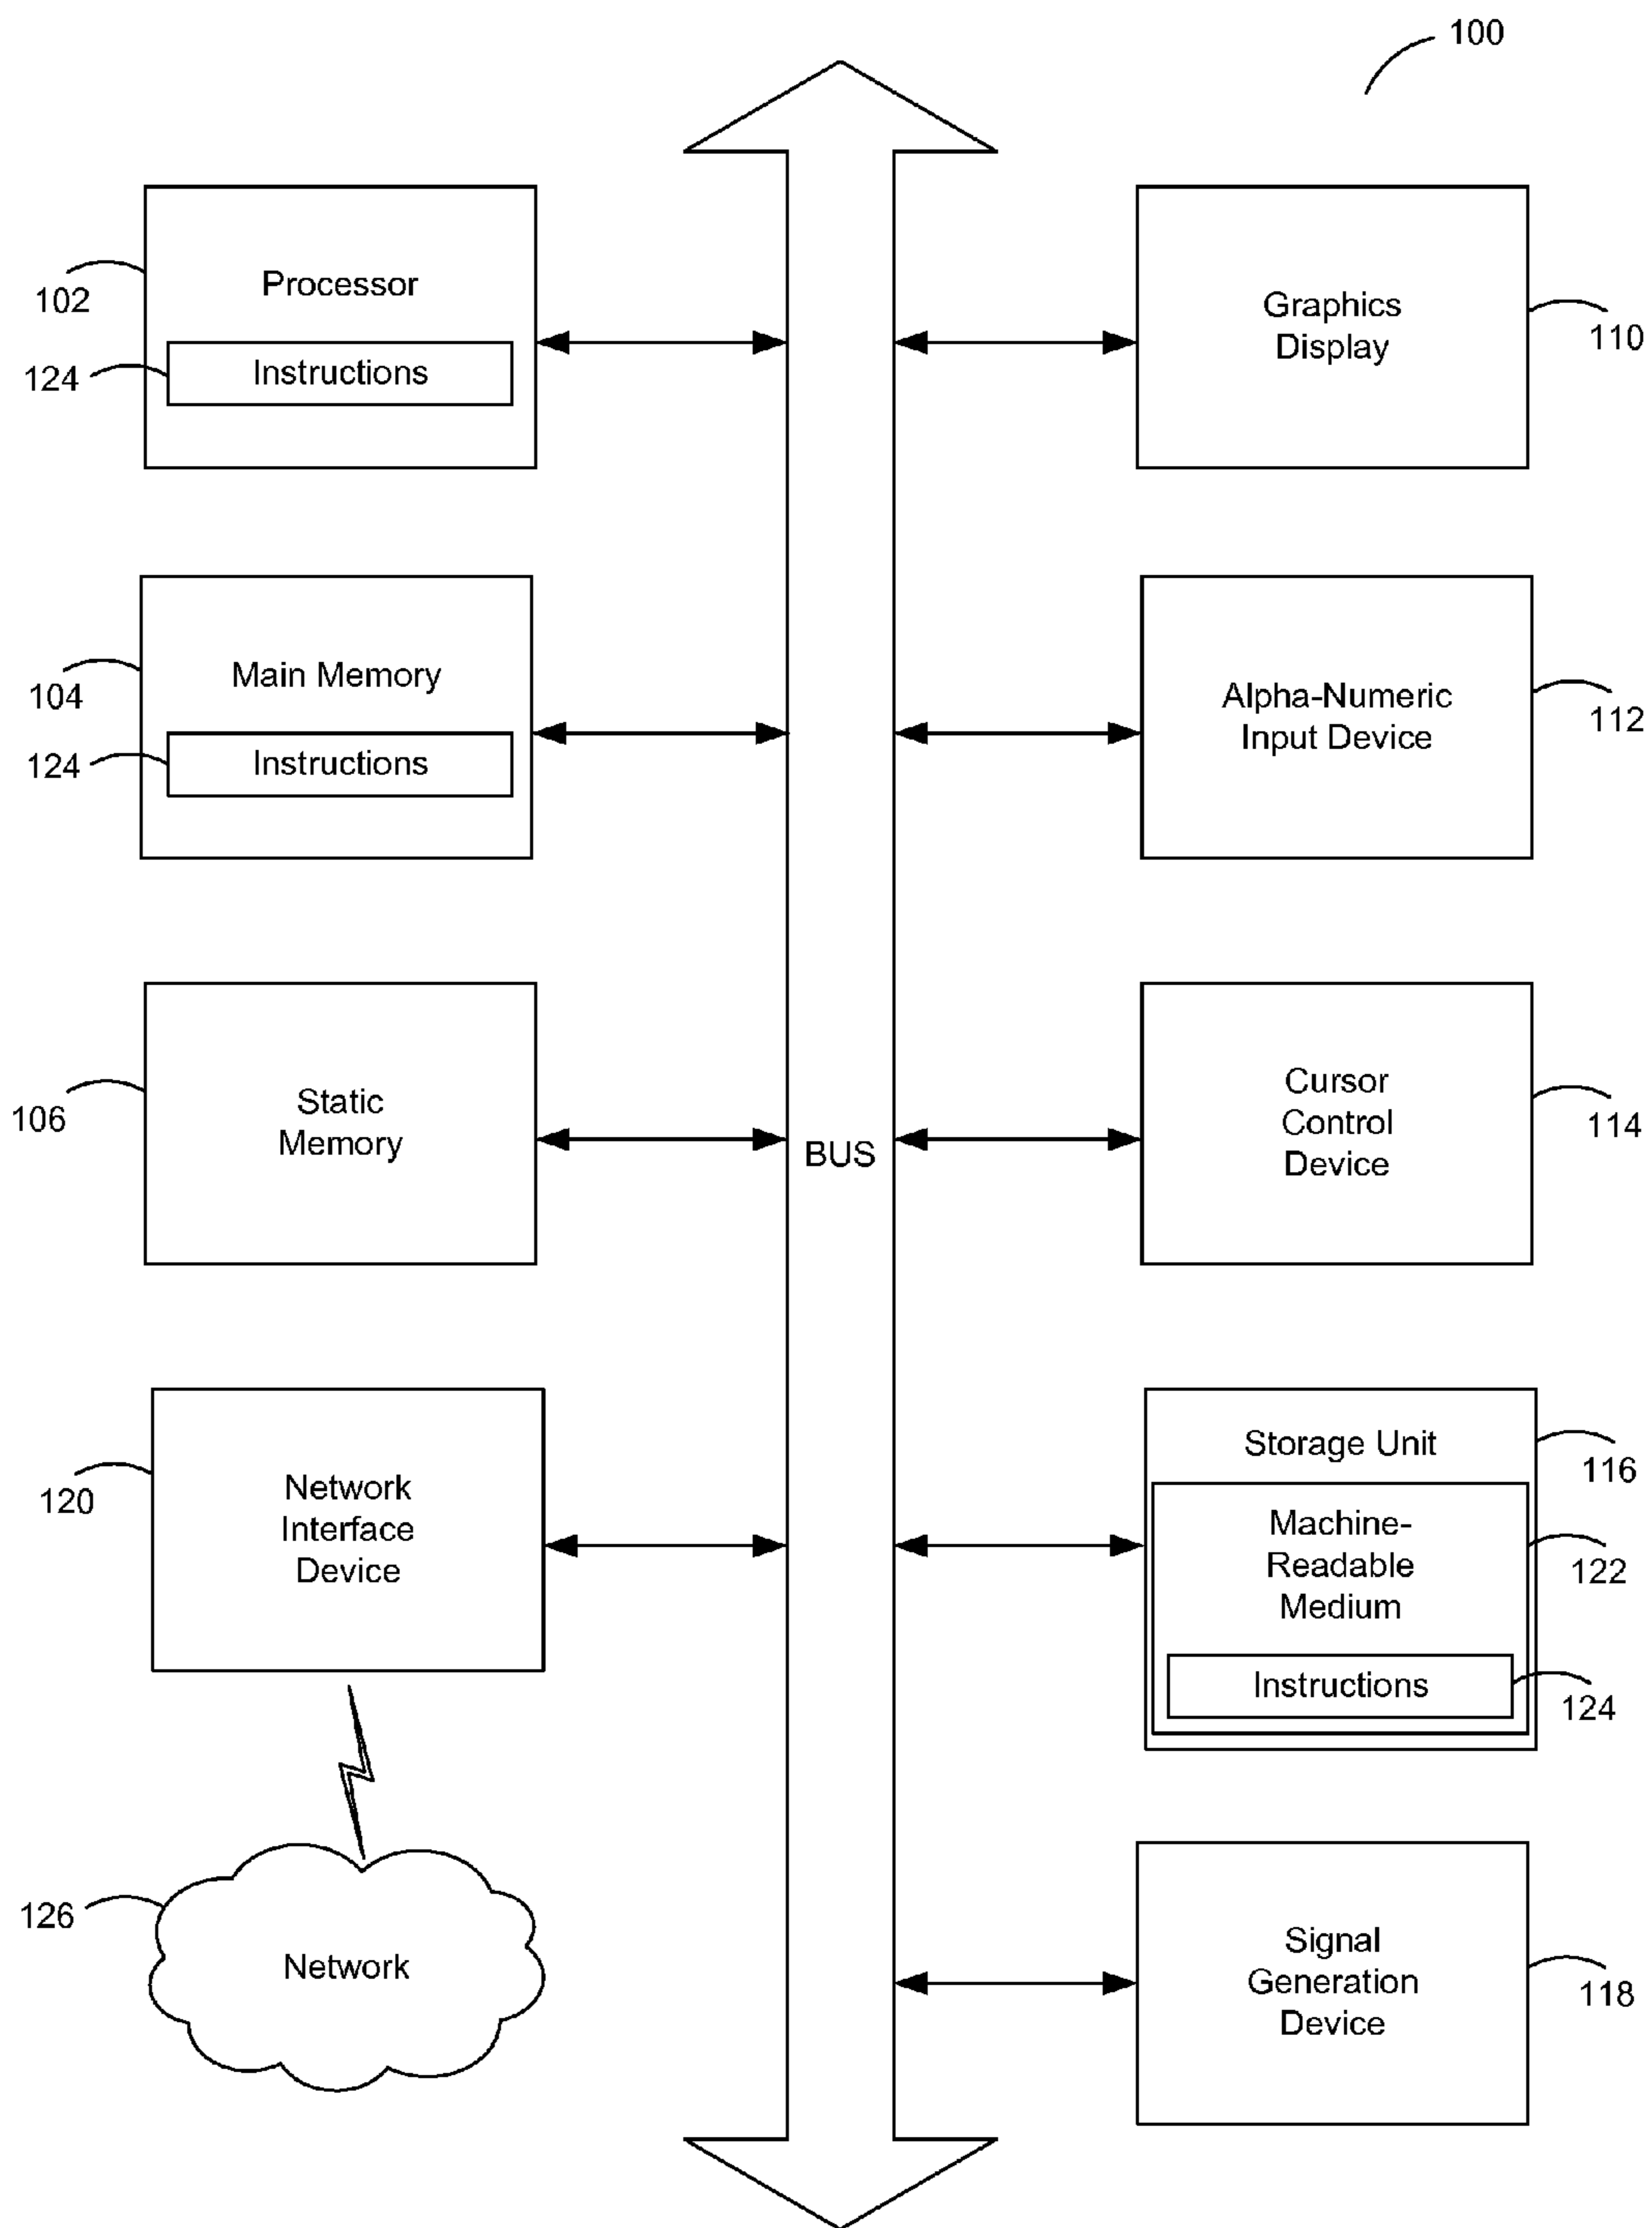 100
Processor
102
Instructions
124
Graphics
Display
110
Main Memory
104
Instructions
124
Alpha-Numeric
Input Device
112
Static
Memory
106
BUS
Cursor
Control
Device
114
Network
Interface
Device
120
Storage Unit
116
Machine-
Readable
Medium
122
Instructions
124
126
Network
Signal
Generation
Device
118